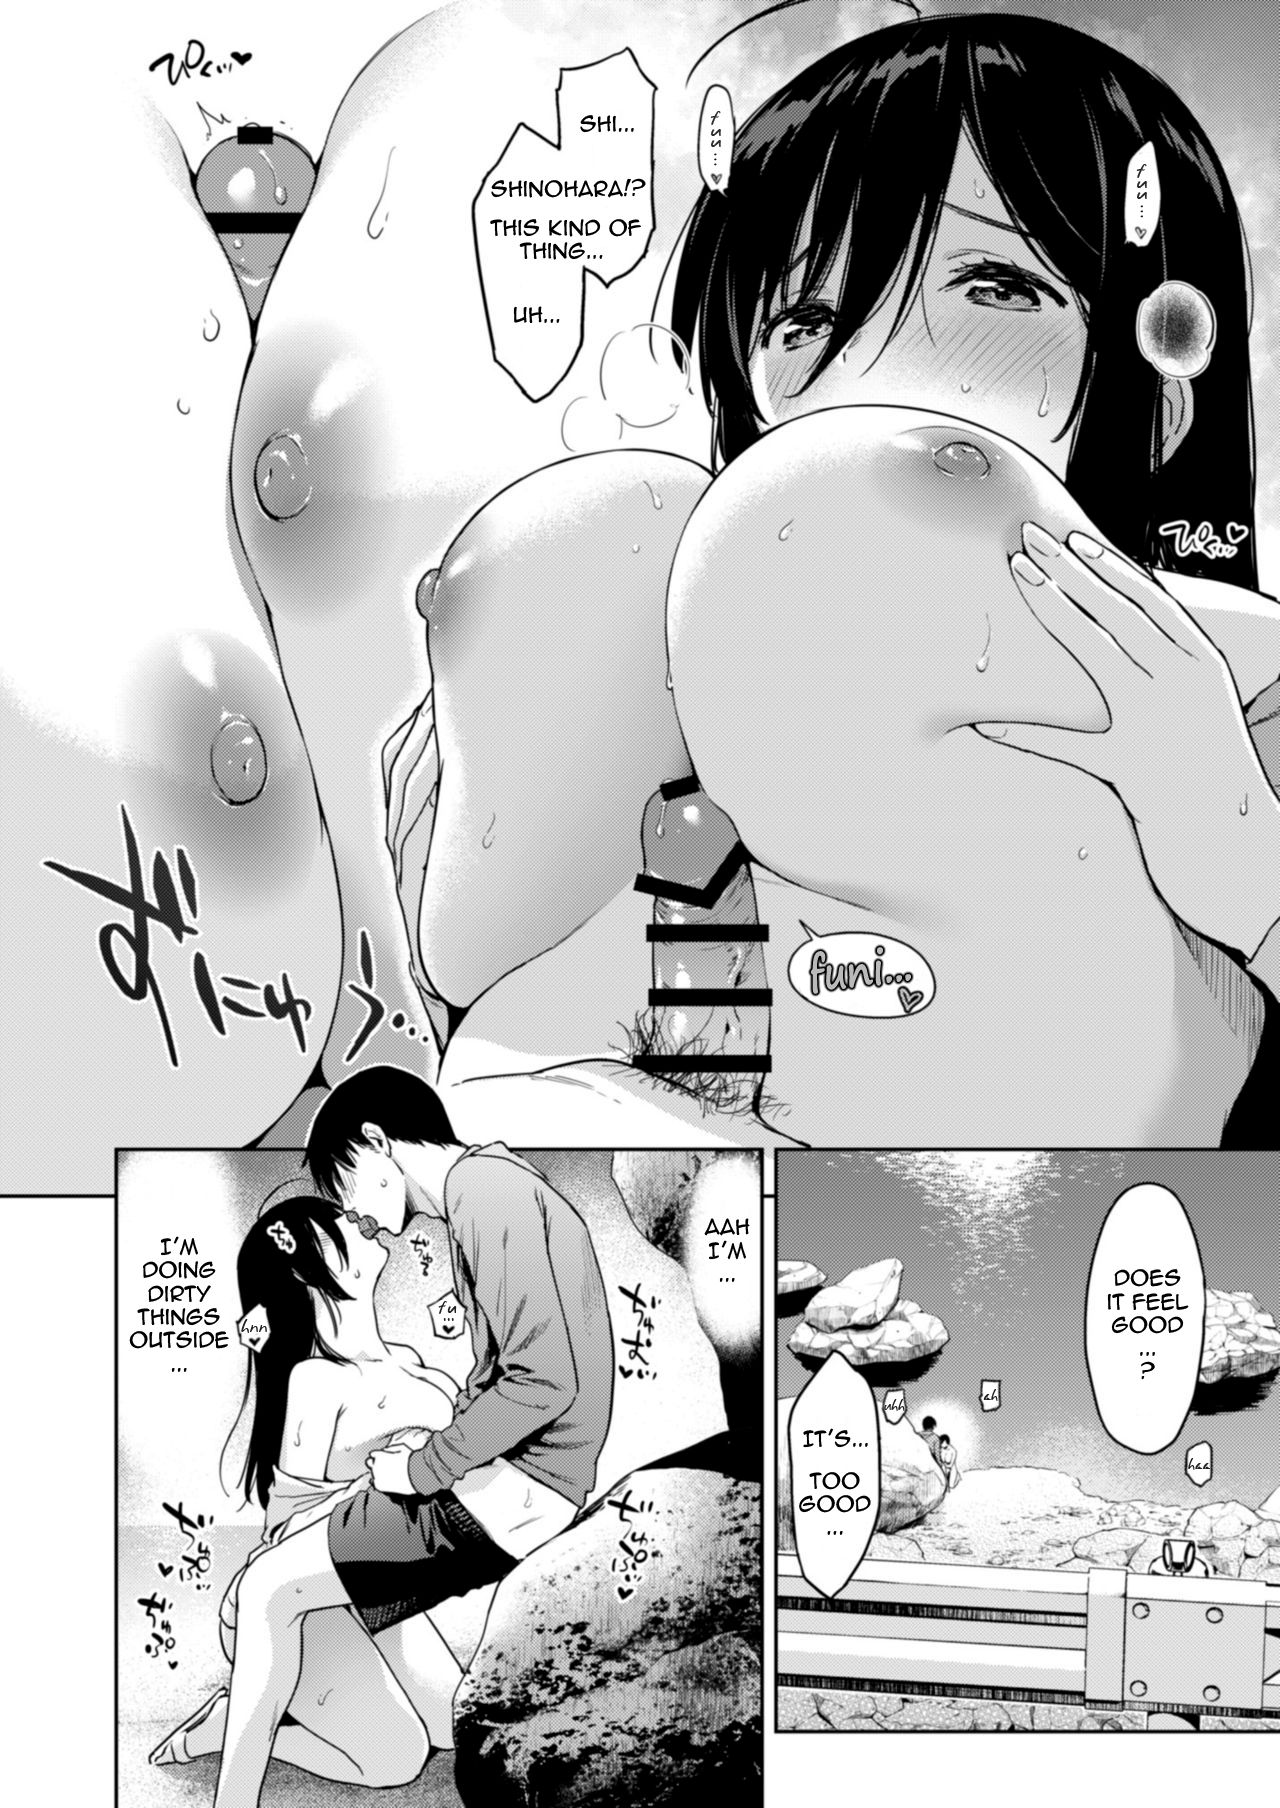 ぴくっ…♥
fuu…♥
fuu…♥
SHI...
SHINOHARA!?
THIS KIND OF
THING...
UH...
ぴくっ…♥
funi...♥
ず
にゅ
DOES
IT FEEL
GOOD
...
?
ah
uhh
haa
IT'S...
TOO
GOOD
...
AAH
I'M
...
I'M
DOING
DIRTY
THINGS
OUTSIDE
...
hnn
♥
fu
...
♥